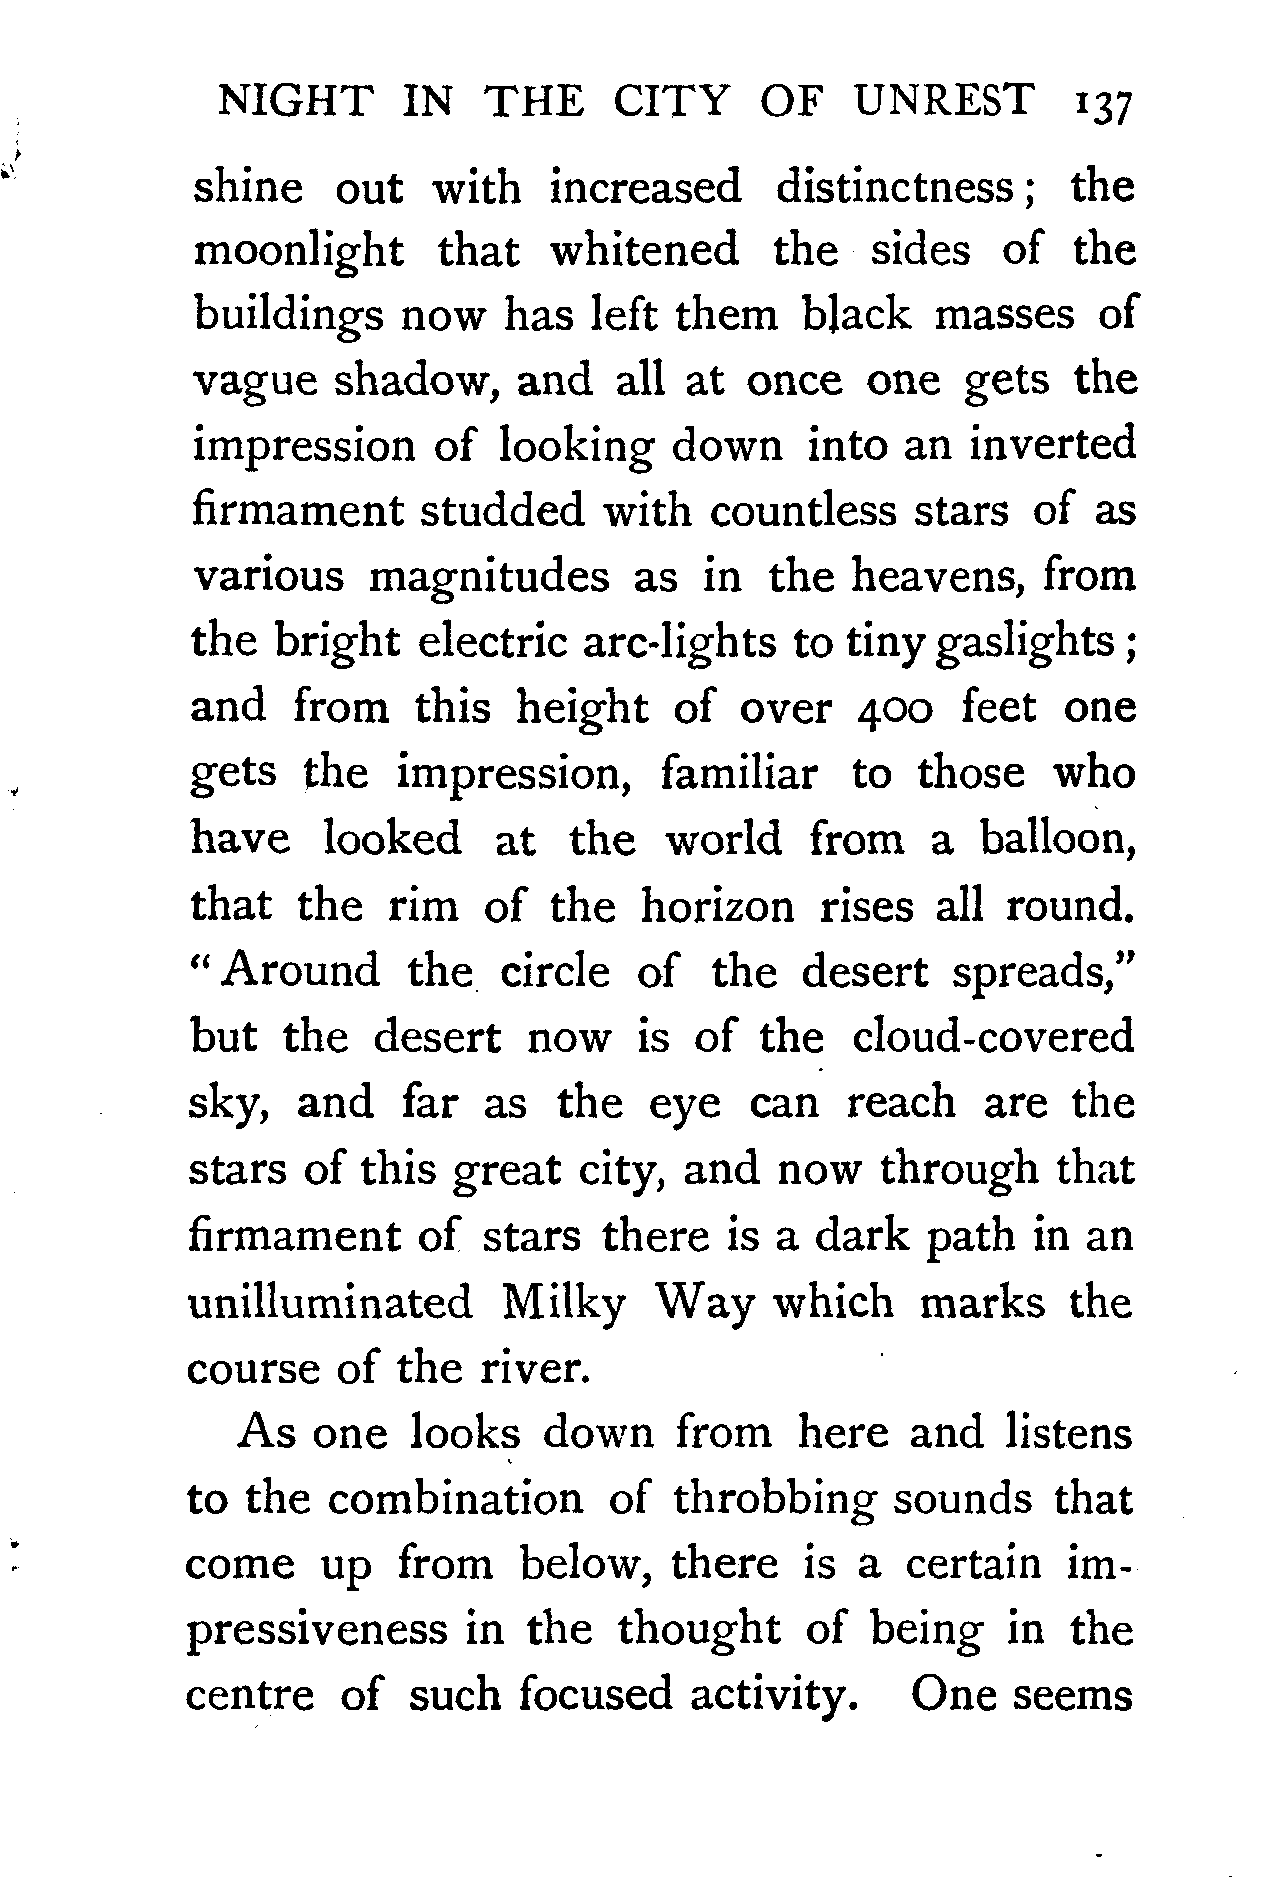 NIGHT IN THE CITY OF UNREST 137
shine out with increased distinctness ; the
moonlight that whitened the sides of the
buildings now has left them black masses of
vague shadow, and all at once one gets the
impression of looking down into an inverted
firmament studded with countless stars of as
various magnitudes as in the heavens, from
the bright electric arc-lights to tiny gaslights ;
and from this height of over 400 feet one
gets the impression, familiar to those who
have looked at the world from a balloon,
that the rim of the horizon rises all round.
“ Around the circle of the desert spreads,”
but the desert now is of the cloud-covered
sky, and far as the eye can reach are the
stars of this great city, and now through that
firmament of stars there is a dark path in an
unilluminated Milky Way which marks the
course of the river.
As one looks down from here and listens
to the combination of throbbing sounds that
come up from below, there is a certain im-
pressiveness in the thought of being in the
centre of such focused activity. One seems